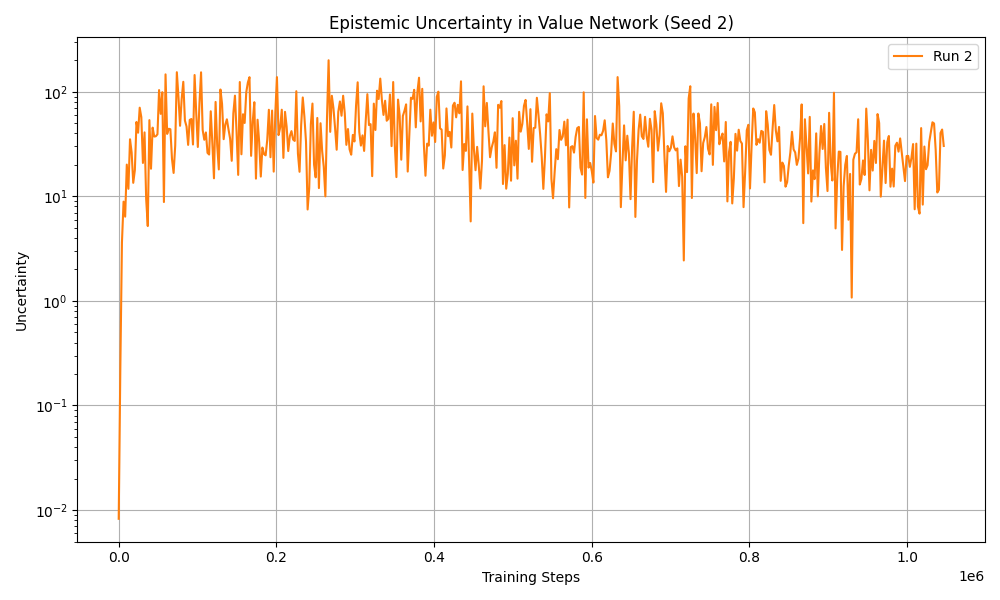 Epistemic Uncertainty in Value Network (Seed 2)
Run 2
Uncertainty
10²
10¹
10⁰
10⁻¹
10⁻²
0.0 0.2 0.4 0.6 0.8 1.0
1e6
Training Steps